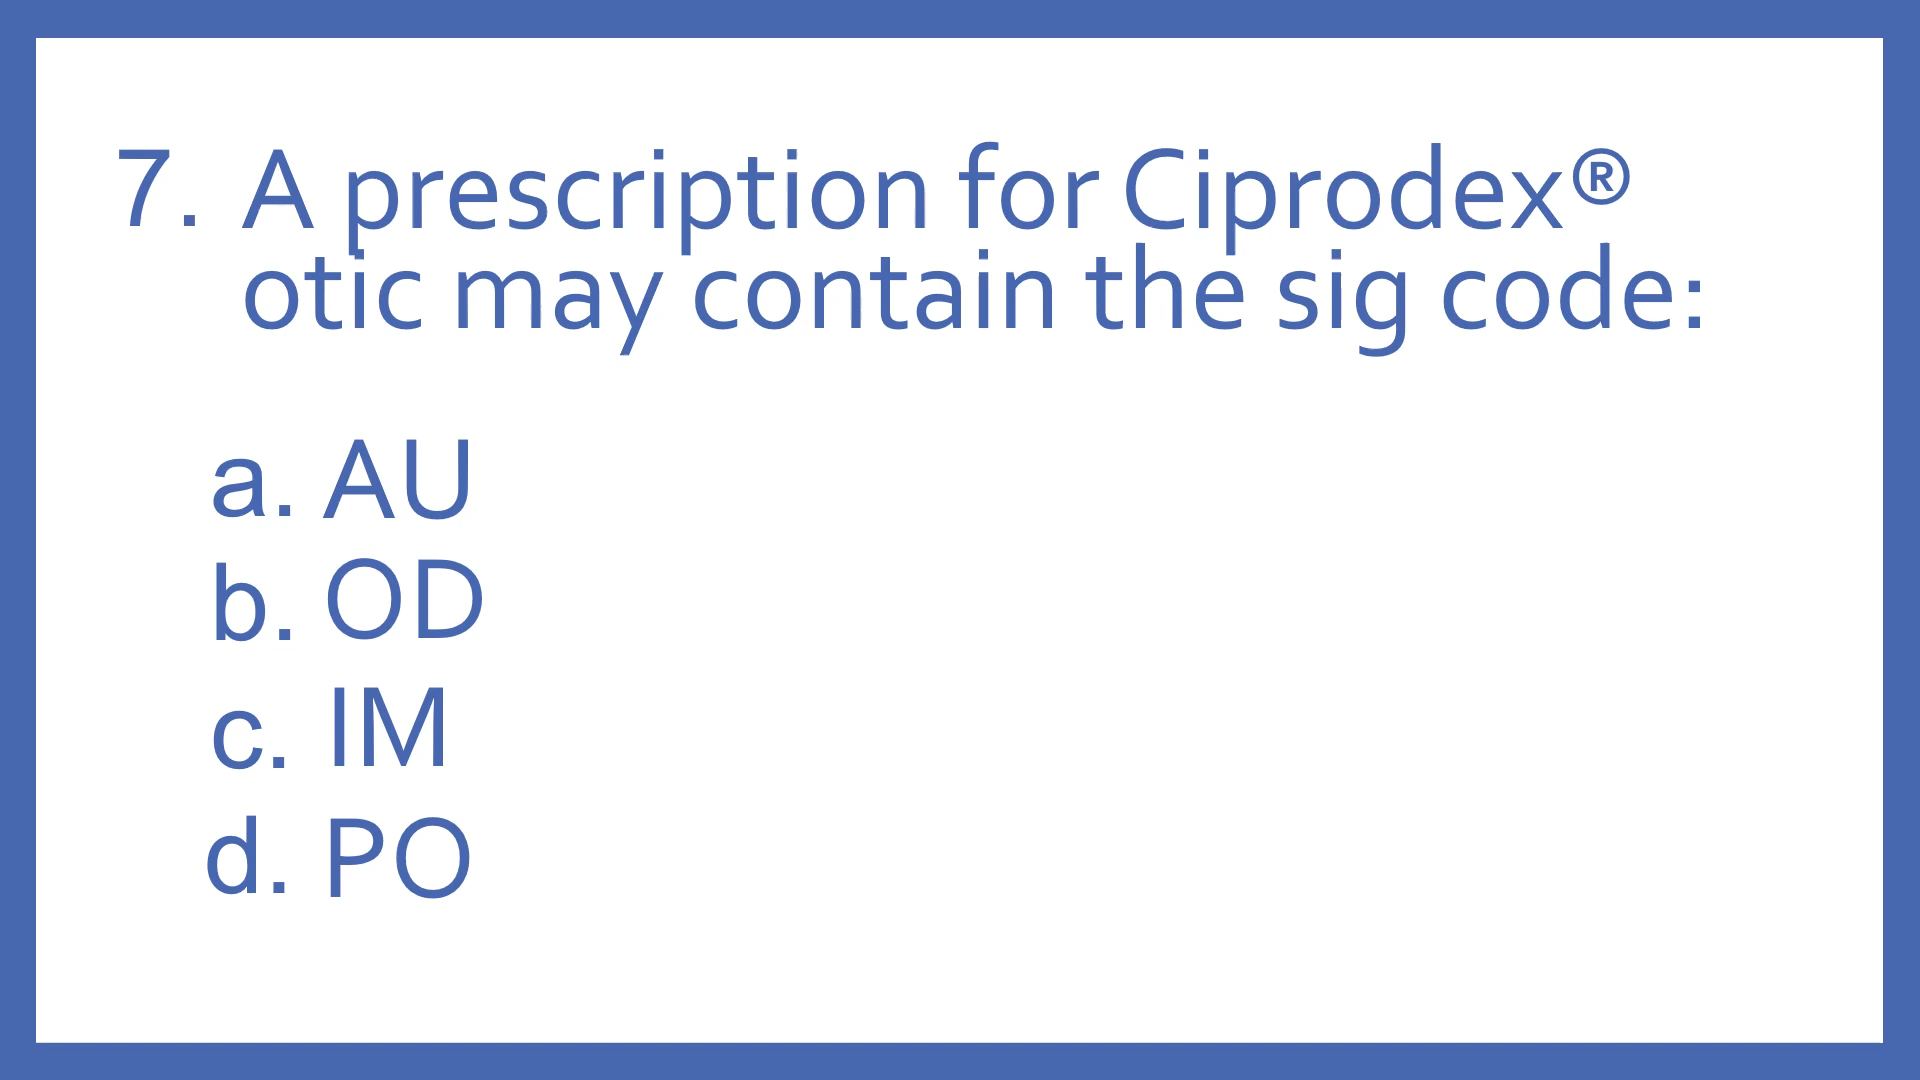 7. A prescription for Ciprodex®
otic may contain the sig code:
a. AU
b. OD
c. IM
d. PO